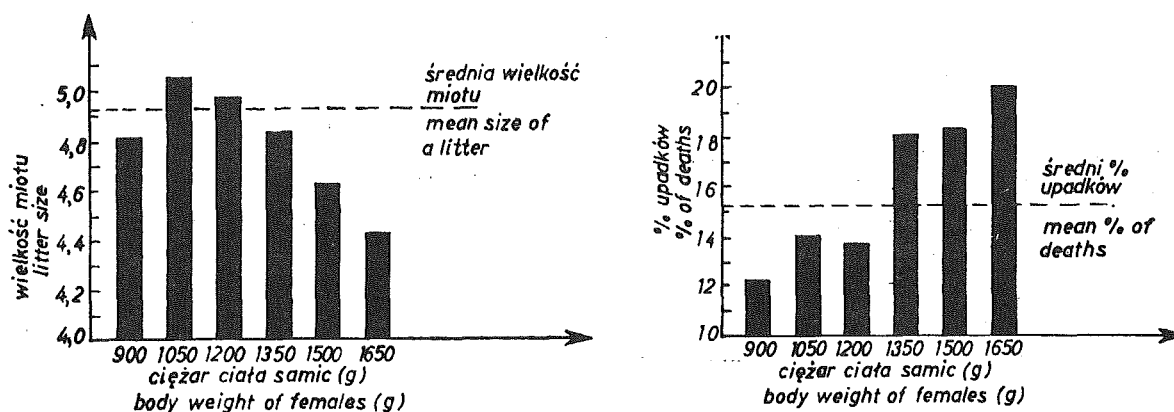 wielkość miotu
litter size
5,0
4,8
4,6
4,4
4,2
4,0
średnia wielkość
miotu
mean size of
a litter
900 1050 1200 1350 1500 1650
ciężar ciała samic (g)
body weight of females (g)
% upadków
% of deaths
20
18
16
14
12
10
średni %
upadków
mean % of
deaths
900 1050 1200 1350 1500 1650
ciężar ciała samic (g)
body weight of females (g)